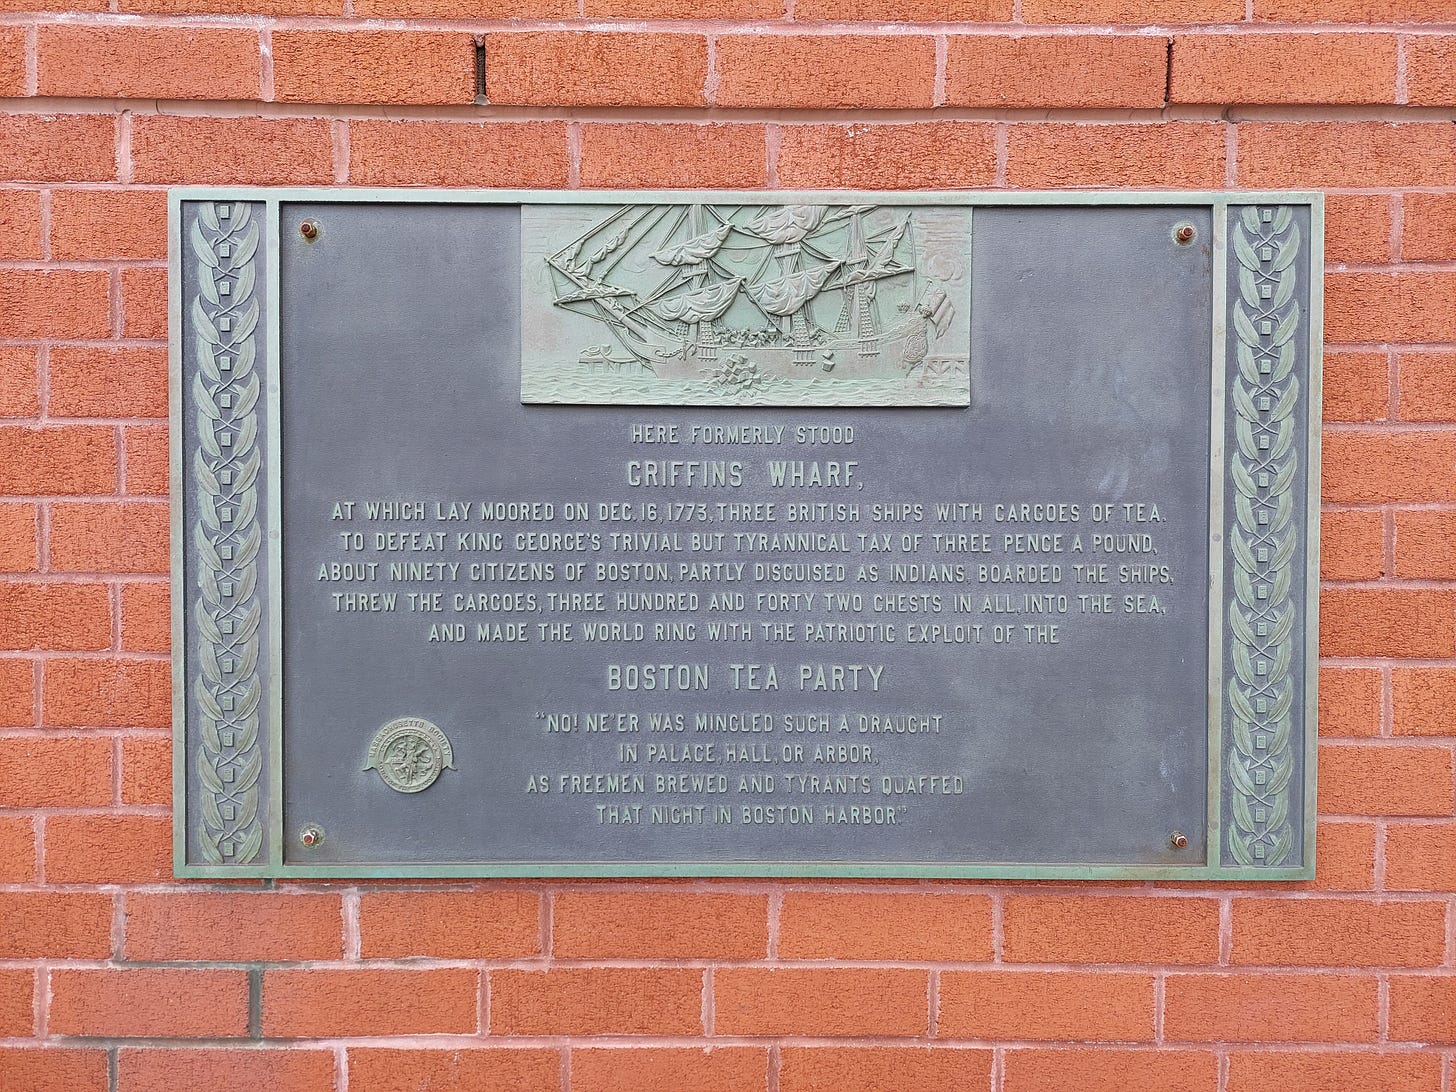 HERE FORMERLY STOOD
GRIFFINS WHARF,
AT WHICH LAY MOORED ON DEC. 16, 1773, THREE BRITISH SHIPS WITH CARGOES OF TEA.
TO DEFEAT KING GEORGE'S TRIVIAL BUT TYRANNICAL TAX OF THREE PENCE A POUND,
ABOUT NINETY CITIZENS OF BOSTON, PARTLY DISGUISED AS INDIANS, BOARDED THE SHIPS,
THREW THE CARGOES, THREE HUNDRED AND FORTY TWO CHESTS IN ALL, INTO THE SEA,
AND MADE THE WORLD RING WITH THE PATRIOTIC EXPLOIT OF THE
BOSTON TEA PARTY
"NO! NE'ER WAS MINGLED SUCH A DRAUGHT
IN PALACE, HALL, OR ARBOR,
AS FREEMEN BREWED AND TYRANTS QUAFFED
THAT NIGHT IN BOSTON HARBOR."